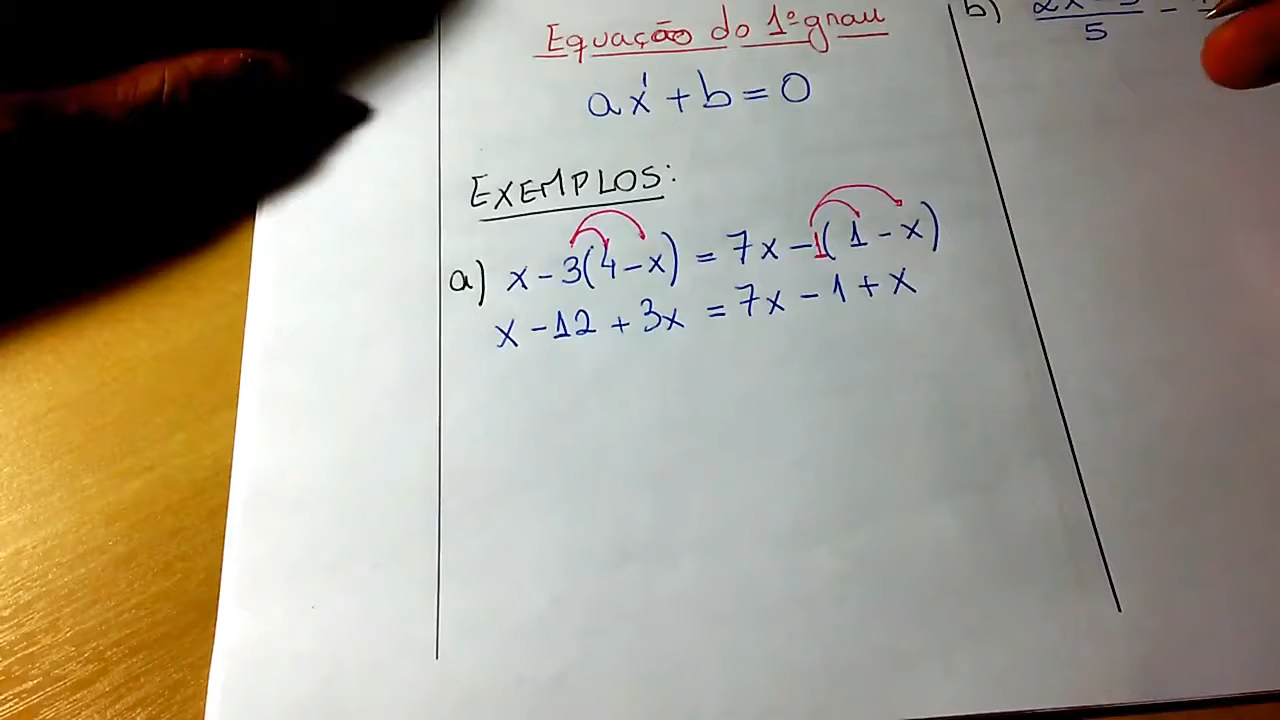 Equação do 1º grau
ax¹ + b = 0
EXEMPLOS:
a) x - 3(4 - x) = 7x - 1(1 - x)
x - 12 + 3x = 7x - 1 + x
b)
5